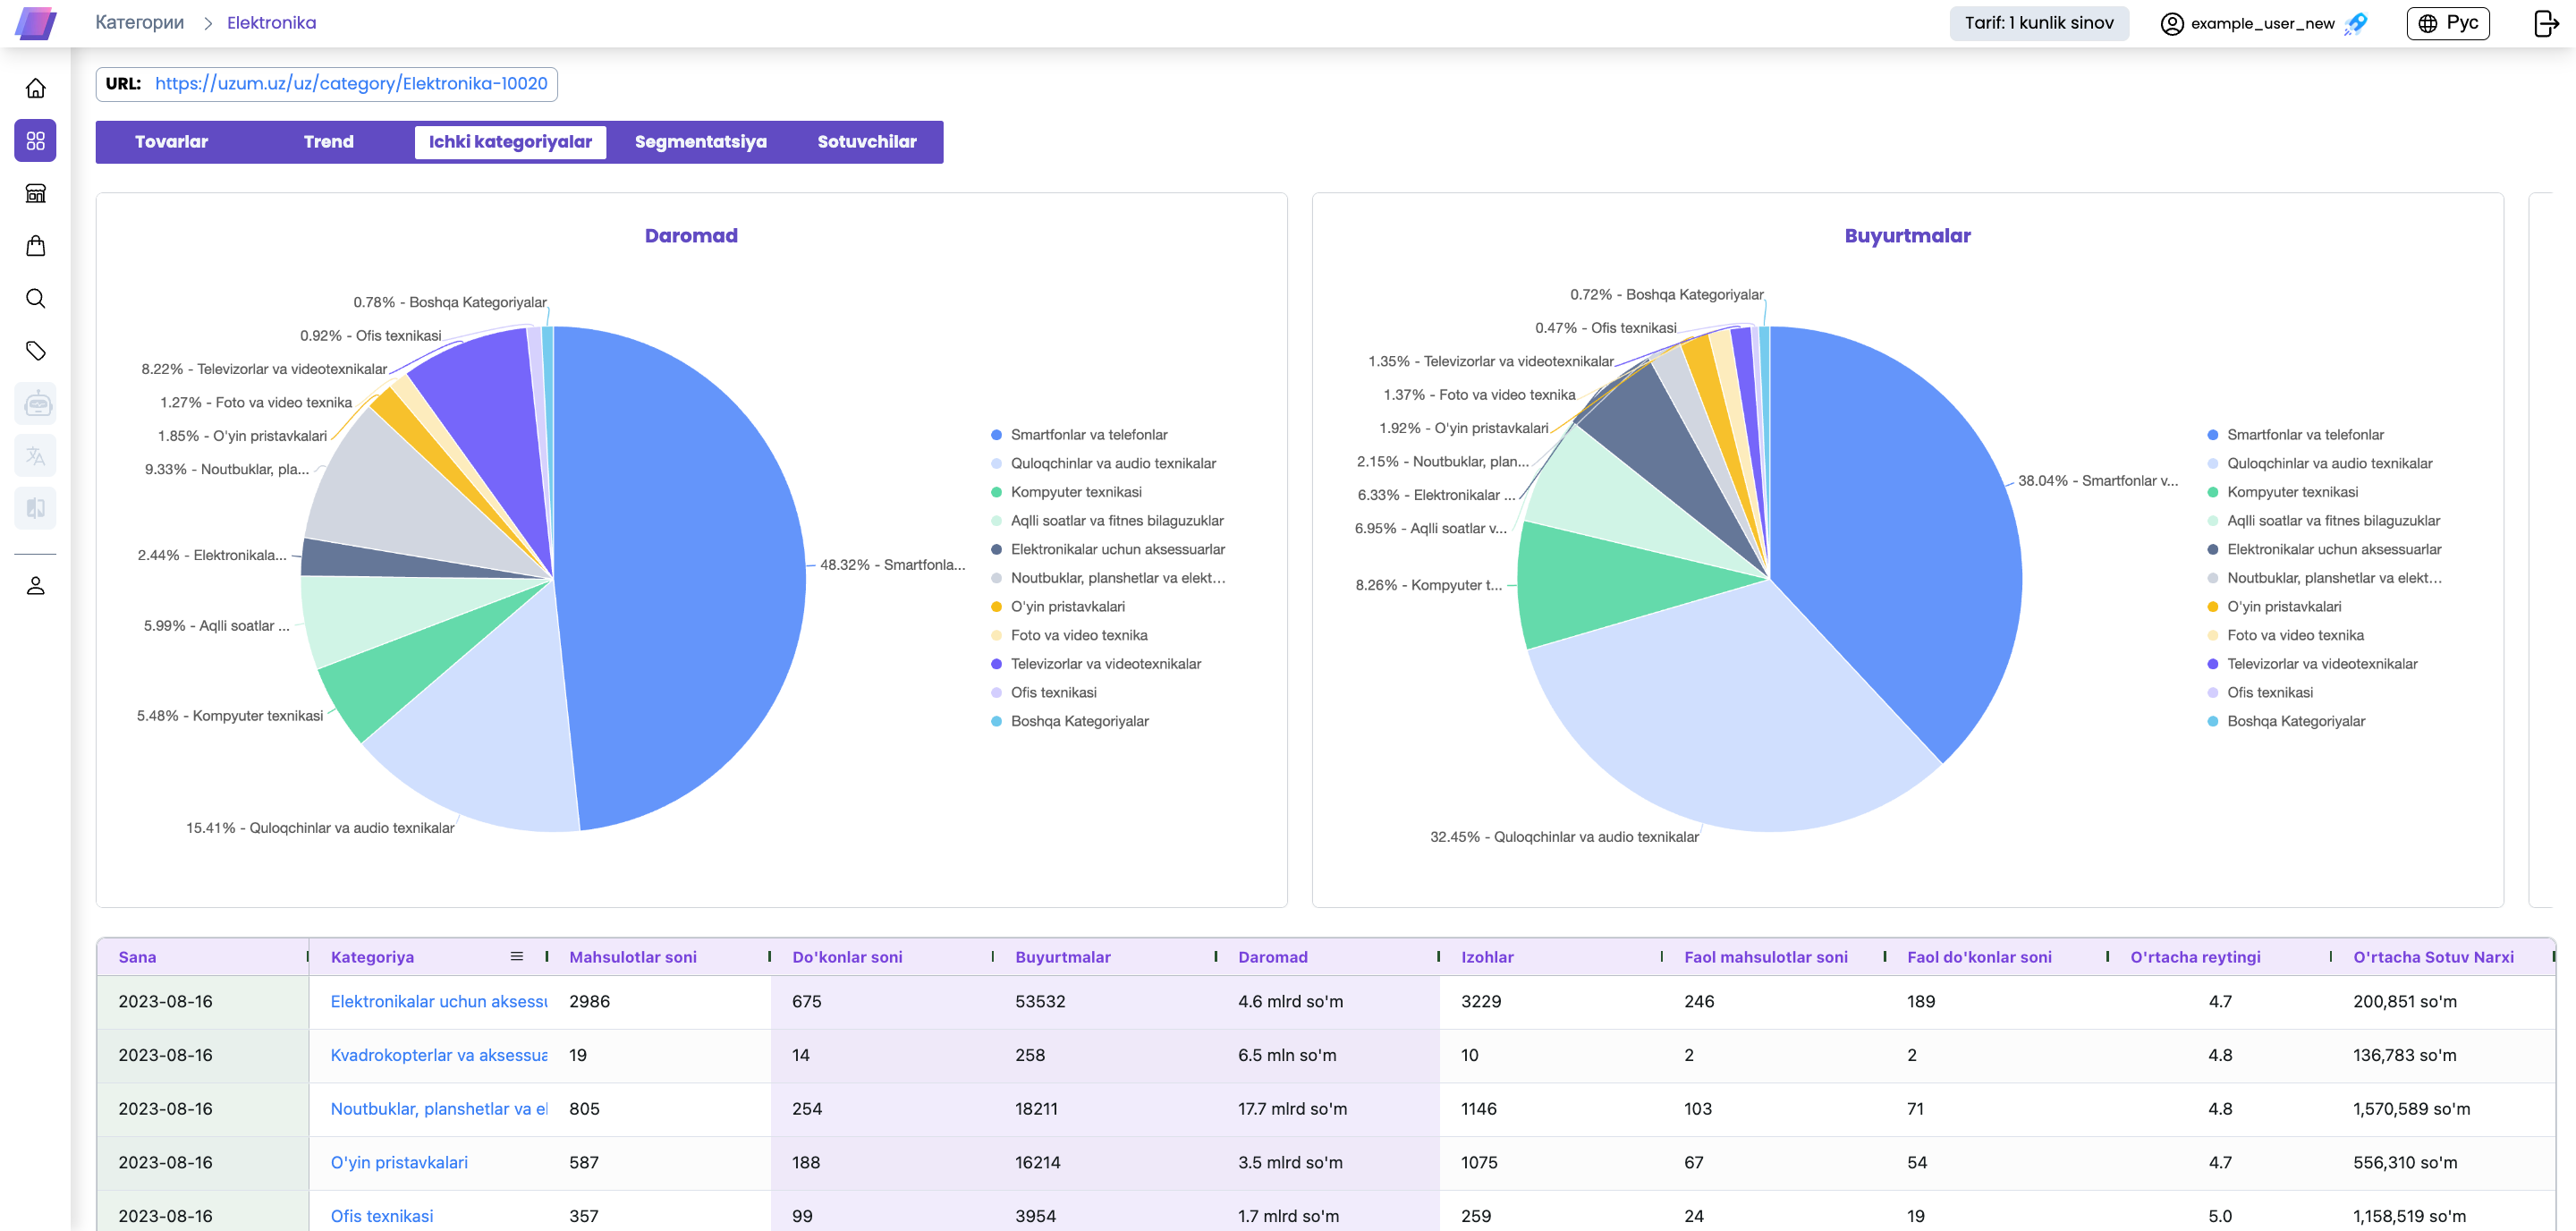 Категории > Elektronika
Tarif: 1 kunlik sinov
example_user_new
Рус
URL: https://uzum.uz/uz/category/Elektronika-10020
Tovarlar Trend Ichki kategoriyalar Segmentatsiya Sotuvchilar
Daromad
0.78% - Boshqa Kategoriyalar
0.92% - Ofis texnikasi
8.22% - Televizorlar va videotexnikalar
1.27% - Foto va video texnika
1.85% - O'yin pristavkalari
9.33% - Noutbuklar, pla...
2.44% - Elektronikala...
5.99% - Aqlli soatlar ...
5.48% - Kompyuter texnikasi
15.41% - Quloqchinlar va audio texnikalar
48.32% - Smartfonla...
Smartfonlar va telefonlar
Quloqchinlar va audio texnikalar
Kompyuter texnikasi
Aqlli soatlar va fitnes bilaguzuklar
Elektronikalar uchun aksessuarlar
Noutbuklar, planshetlar va elekt...
O'yin pristavkalari
Foto va video texnika
Televizorlar va videotexnikalar
Ofis texnikasi
Boshqa Kategoriyalar
Buyurtmalar
0.72% - Boshqa Kategoriyalar
0.47% - Ofis texnikasi
1.35% - Televizorlar va videotexnikalar
1.37% - Foto va video texnika
1.92% - O'yin pristavkalari
2.15% - Noutbuklar, plan...
6.33% - Elektronikalar ...
6.95% - Aqlli soatlar v...
8.26% - Kompyuter t...
32.45% - Quloqchinlar va audio texnikalar
38.04% - Smartfonlar v...
Smartfonlar va telefonlar
Quloqchinlar va audio texnikalar
Kompyuter texnikasi
Aqlli soatlar va fitnes bilaguzuklar
Elektronikalar uchun aksessuarlar
Noutbuklar, planshetlar va elekt...
O'yin pristavkalari
Foto va video texnika
Televizorlar va videotexnikalar
Ofis texnikasi
Boshqa Kategoriyalar
Sana Kategoriya Mahsulotlar soni Do'konlar soni Buyurtmalar Daromad Izohlar Faol mahsulotlar soni Faol do'konlar soni O'rtacha reytingi O'rtacha Sotuv Narxi
2023-08-16 Elektronikalar uchun aksessu 2986 675 53532 4.6 mlrd so'm 3229 246 189 4.7 200,851 so'm
2023-08-16 Kvadrokopterlar va aksessua 19 14 258 6.5 mln so'm 10 2 2 4.8 136,783 so'm
2023-08-16 Noutbuklar, planshetlar va el 805 254 18211 17.7 mlrd so'm 1146 103 71 4.8 1,570,589 so'm
2023-08-16 O'yin pristavkalari 587 188 16214 3.5 mlrd so'm 1075 67 54 4.7 556,310 so'm
2023-08-16 Ofis texnikasi 357 99 3954 1.7 mlrd so'm 259 24 19 5.0 1,158,519 so'm